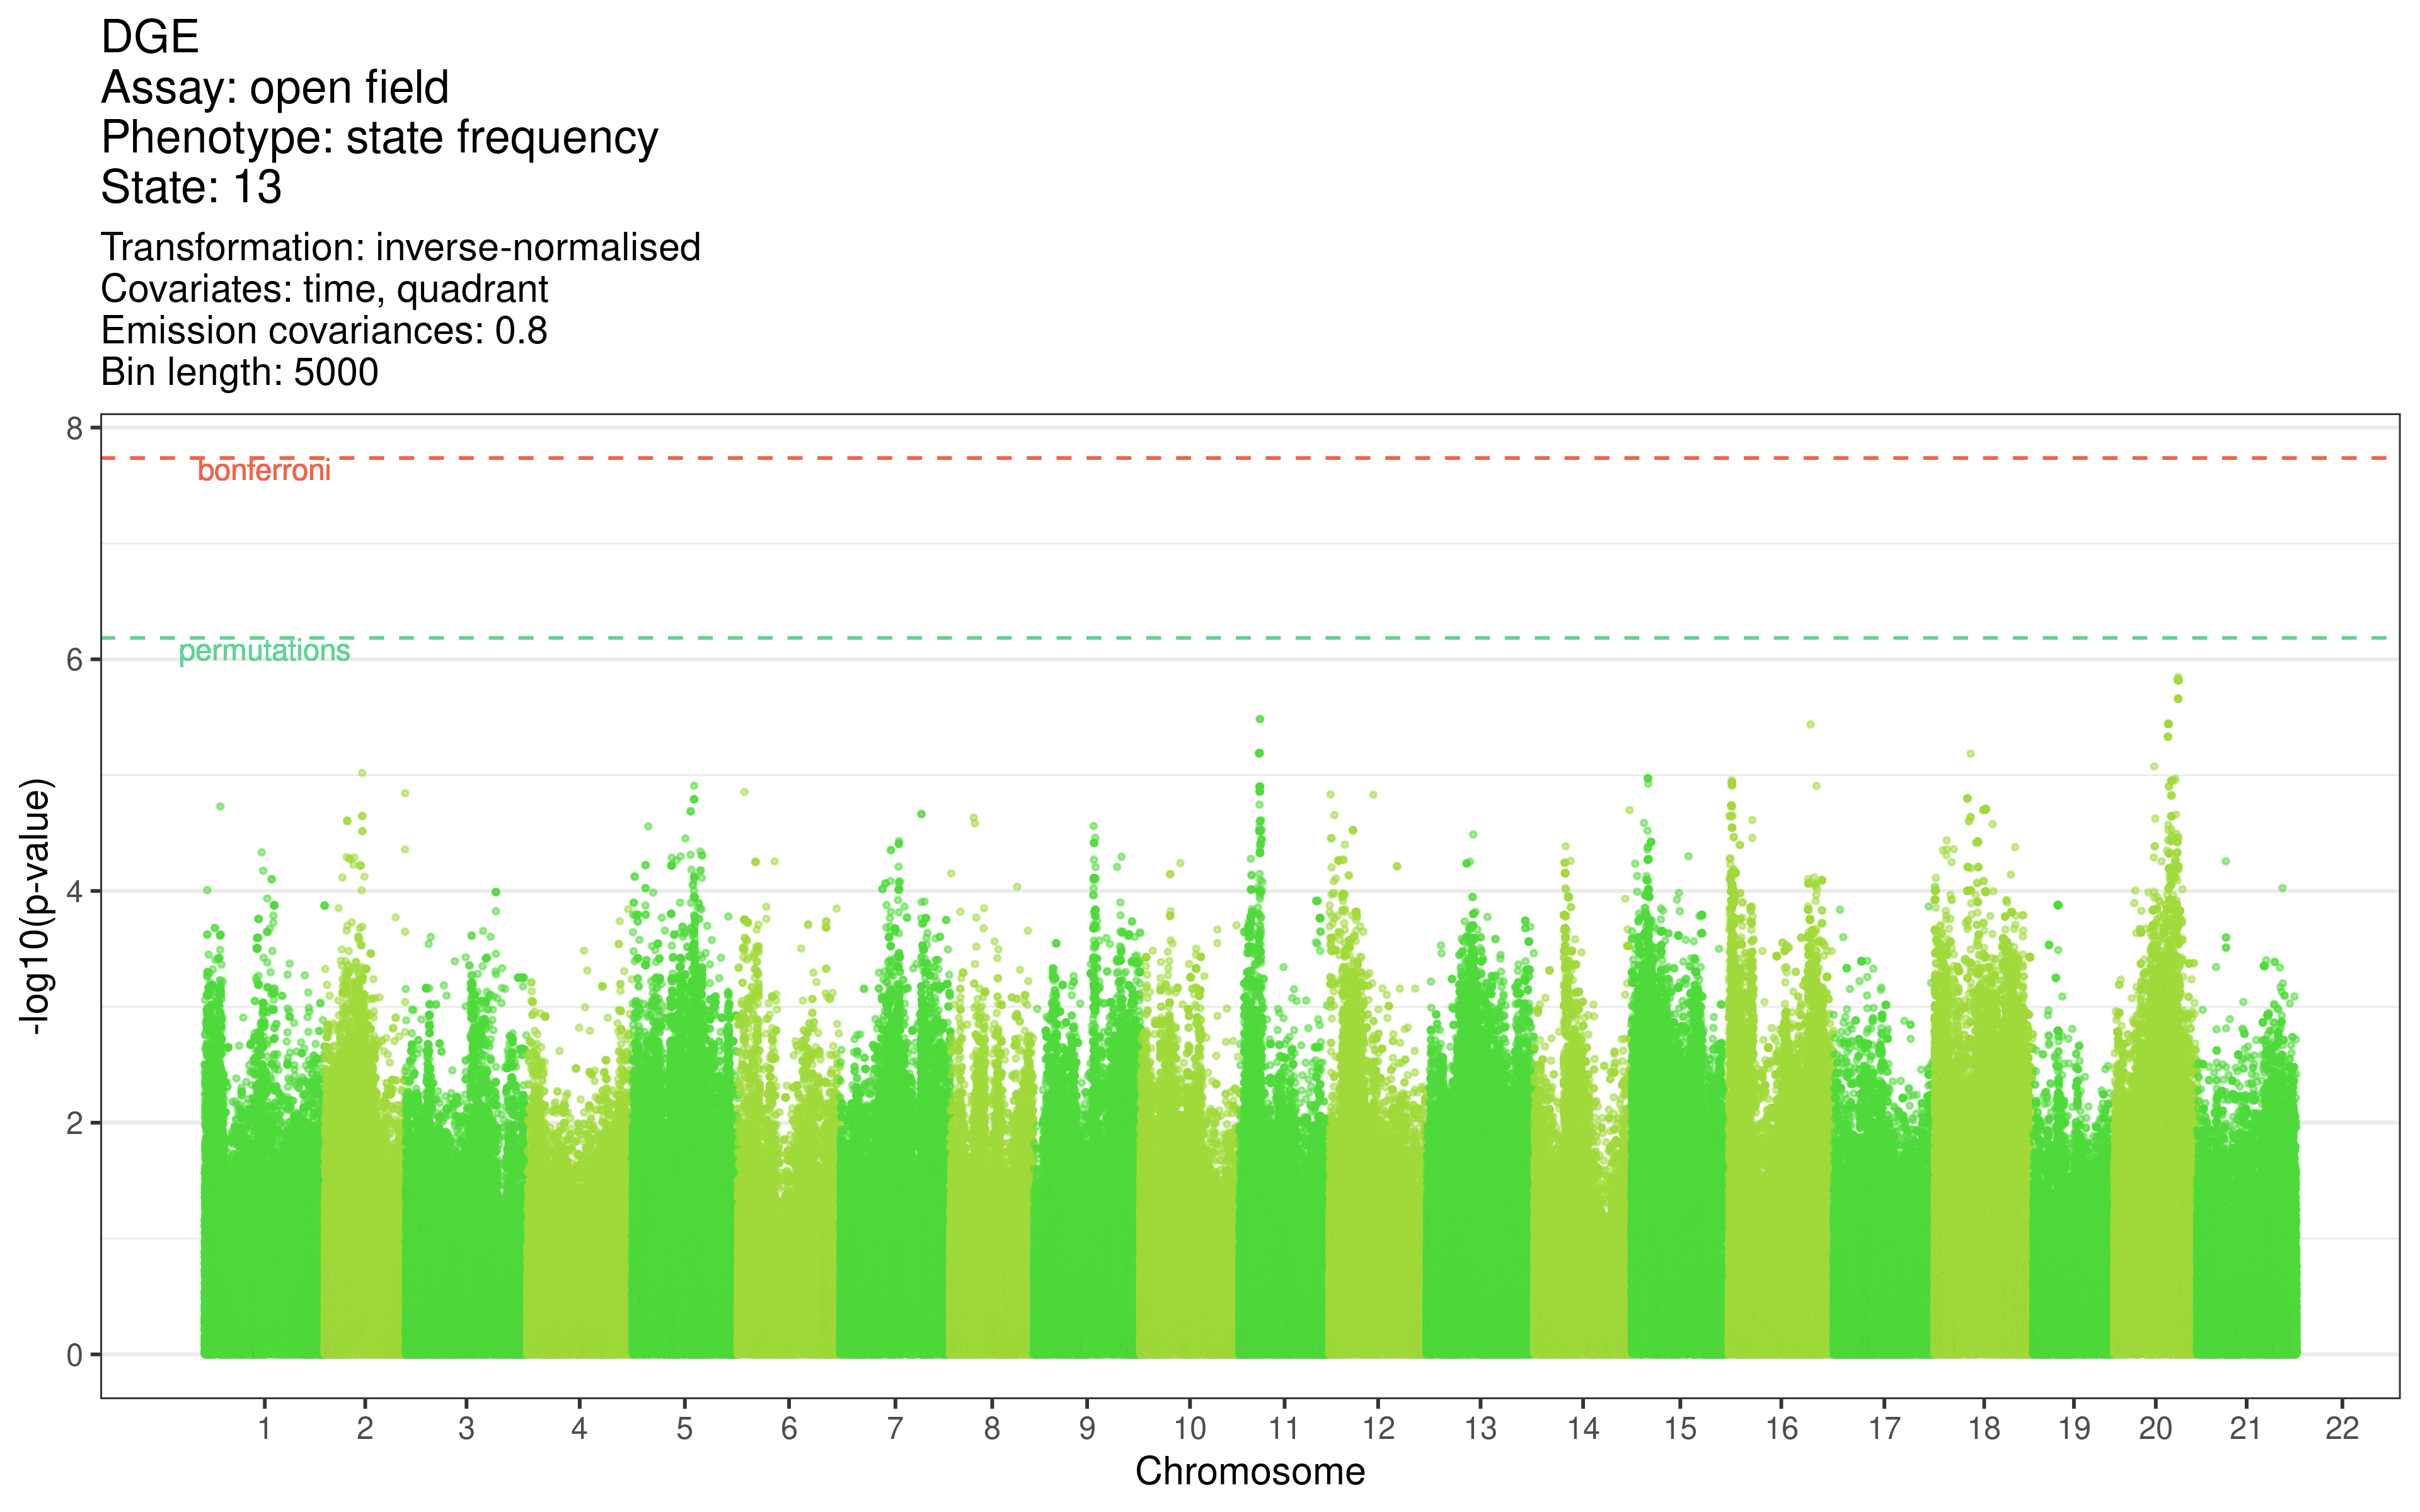 DGE
Assay: open field
Phenotype: state frequency
State: 13
Transformation: inverse-normalised
Covariates: time, quadrant
Emission covariances: 0.8
Bin length: 5000
8
bonferroni
permutations
6
-log10(p-value)
4
2
0
1 2 3 4 5 6 7 8 9 10 11 12 13 14 15 16 17 18 19 20 21 22
Chromosome